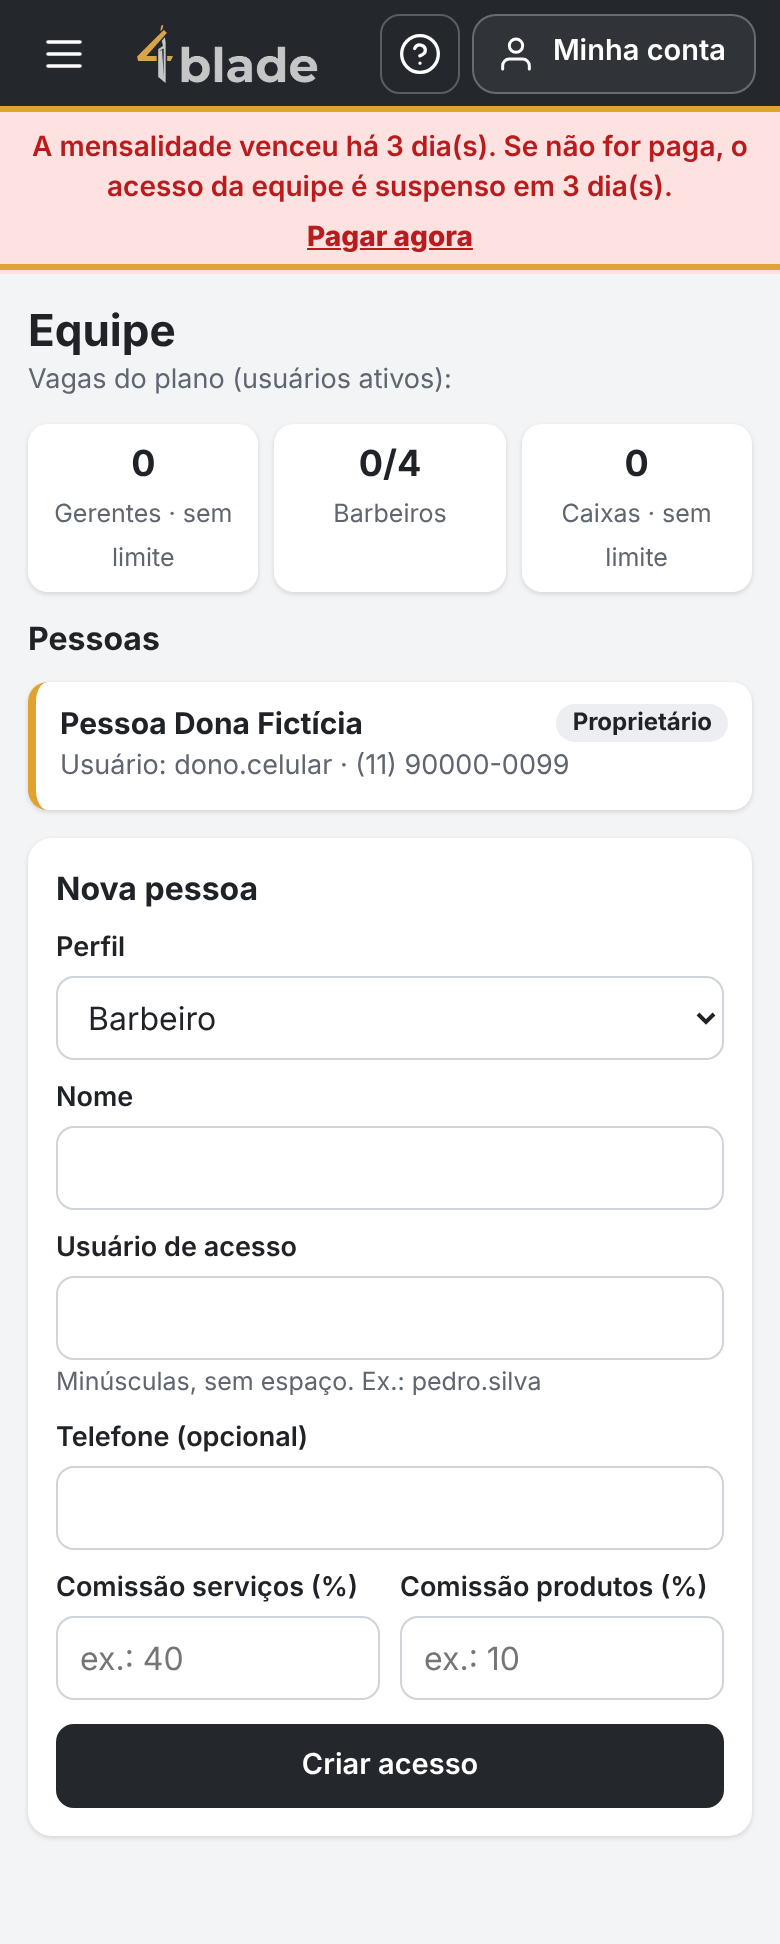 4blade
Minha conta
A mensalidade venceu há 3 dia(s). Se não for paga, o
acesso da equipe é suspenso em 3 dia(s).
Pagar agora
Equipe
Vagas do plano (usuários ativos):
0
Gerentes · sem
limite
0/4
Barbeiros
0
Caixas · sem
limite
Pessoas
Pessoa Dona Fictícia
Proprietário
Usuário: dono.celular · (11) 90000-0099
Nova pessoa
Perfil
Barbeiro
Nome
Usuário de acesso
Minúsculas, sem espaço. Ex.: pedro.silva
Telefone (opcional)
Comissão serviços (%)
Comissão produtos (%)
ex.: 40
ex.: 10
Criar acesso